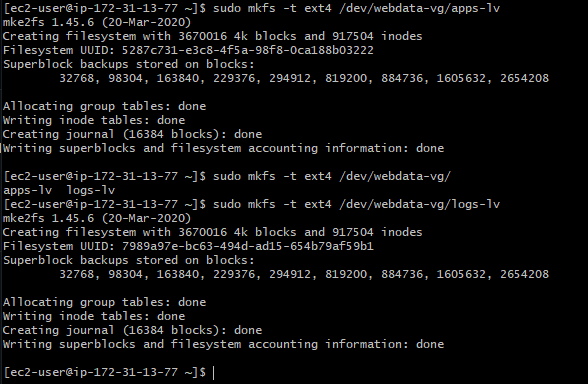 [ec2-user@ip-172-31-13-77 ~]$ sudo mkfs -t ext4 /dev/webdata-vg/apps-lv
mke2fs 1.45.6 (20-Mar-2020)
Creating filesystem with 3670016 4k blocks and 917504 inodes
Filesystem UUID: 5287c731-e3c8-4f5a-98f8-0ca188b03222
Superblock backups stored on blocks:
        32768, 98304, 163840, 229376, 294912, 819200, 884736, 1605632, 2654208

Allocating group tables: done
Writing inode tables: done
Creating journal (16384 blocks): done
Writing superblocks and filesystem accounting information: done

[ec2-user@ip-172-31-13-77 ~]$ sudo mkfs -t ext4 /dev/webdata-vg/
apps-lv  logs-lv
[ec2-user@ip-172-31-13-77 ~]$ sudo mkfs -t ext4 /dev/webdata-vg/logs-lv
mke2fs 1.45.6 (20-Mar-2020)
Creating filesystem with 3670016 4k blocks and 917504 inodes
Filesystem UUID: 7989a97e-bc63-494d-ad15-654b79af59b1
Superblock backups stored on blocks:
        32768, 98304, 163840, 229376, 294912, 819200, 884736, 1605632, 2654208

Allocating group tables: done
Writing inode tables: done
Creating journal (16384 blocks): done
Writing superblocks and filesystem accounting information: done

[ec2-user@ip-172-31-13-77 ~]$